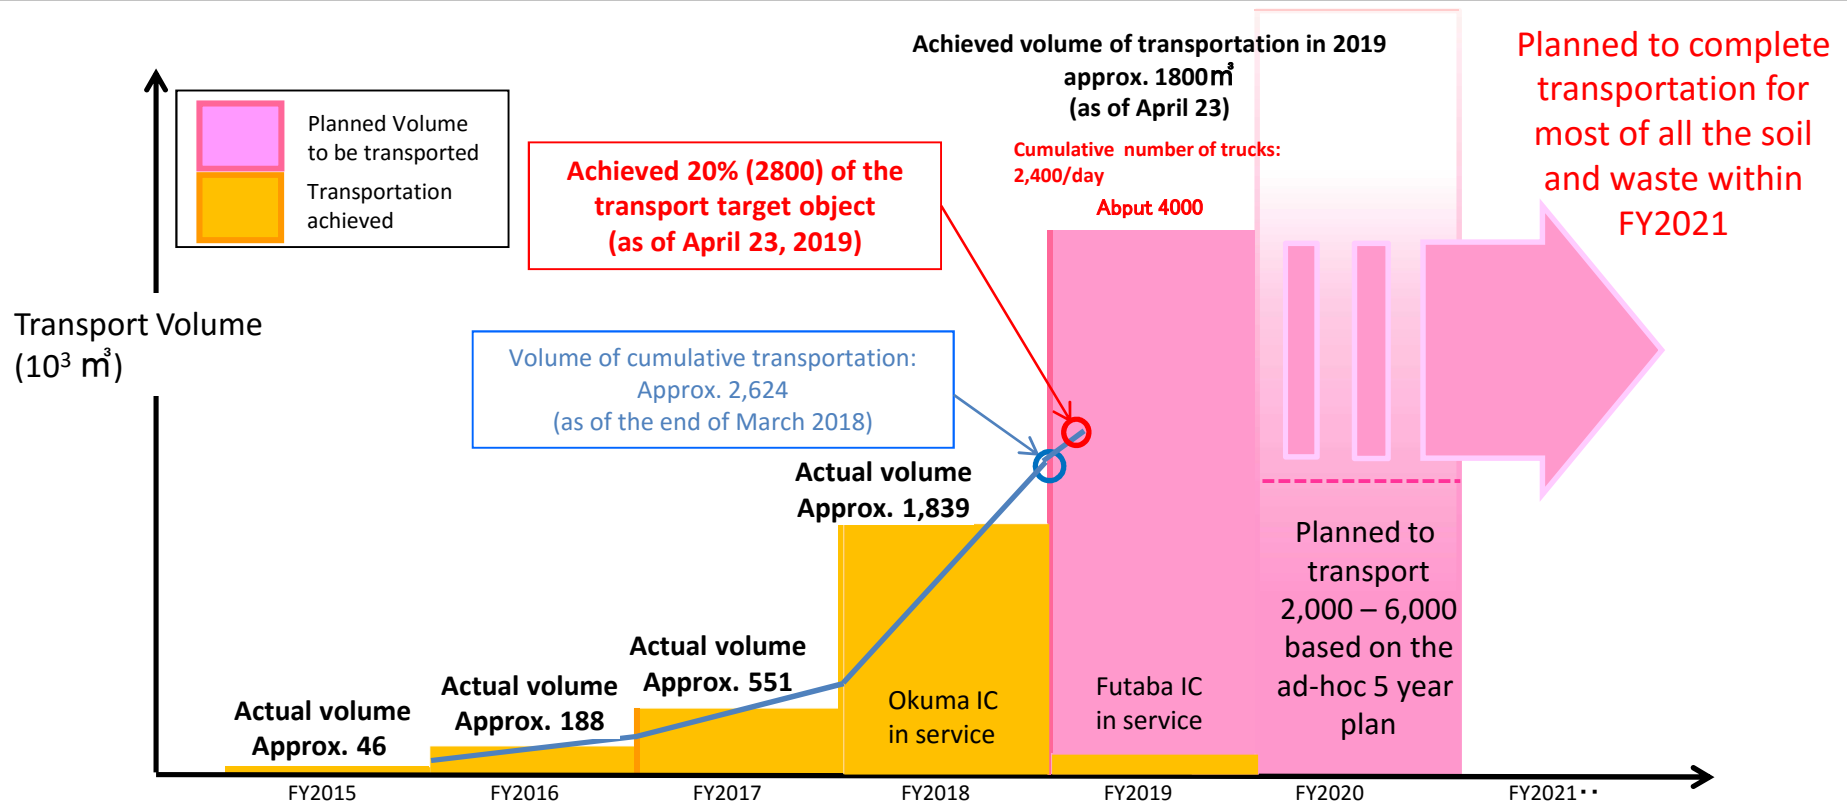 Achieved volume of transportation in 2019
approx. 1800㎥
(as of April 23)
Planned to complete
transportation for
most of all the soil
and waste within
FY2021
Planned Volume
to be transported
Transportation
achieved
Achieved 20% (2800) of the
transport target object
(as of April 23, 2019)
Cumulative number of trucks:
2,400/day
Abput 4000
Transport Volume
(10³ ㎥)
Volume of cumulative transportation:
Approx. 2,624
(as of the end of March 2018)
Actual volume
Approx. 1,839
Actual volume
Approx. 551
Actual volume
Approx. 188
Actual volume
Approx. 46
Okuma IC
in service
Futaba IC
in service
Planned to
transport
2,000 – 6,000
based on the
ad-hoc 5 year
plan
FY2015
FY2016
FY2017
FY2018
FY2019
FY2020
FY2021··